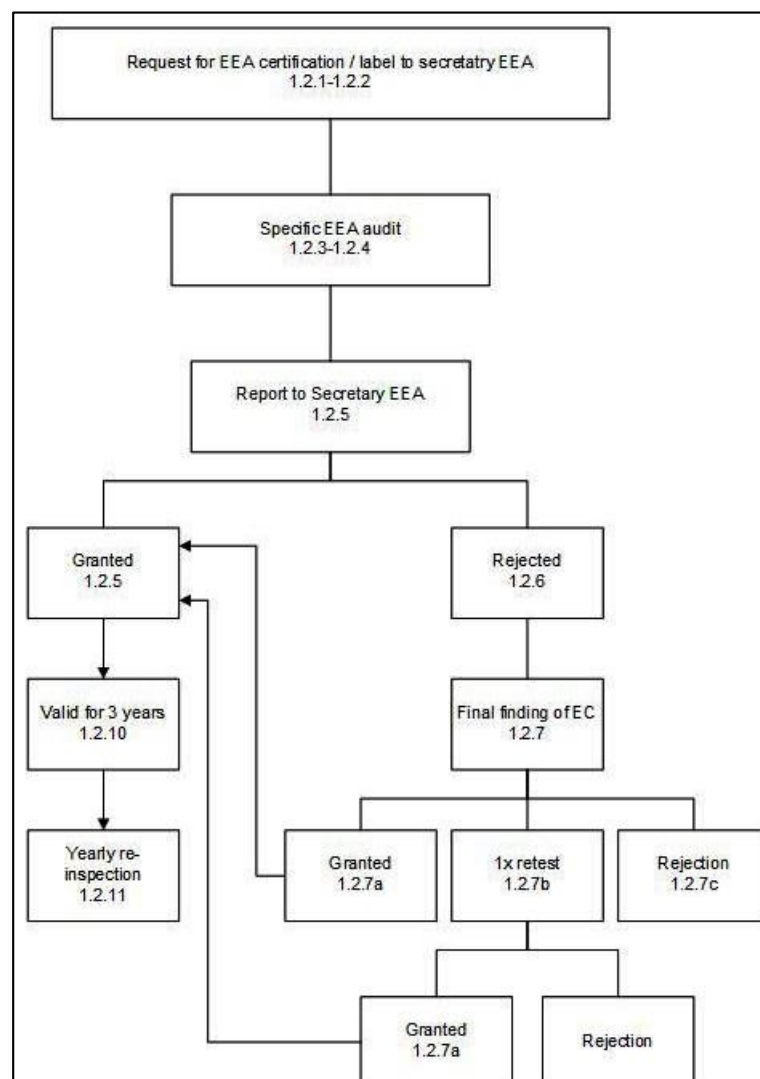 Request for EEA certification / label to secretatry EEA
1.2.1-1.2.2
Specific EEA audit
1.2.3-1.2.4
Report to Secretary EEA
1.2.5
Granted
1.2.5
Rejected
1.2.6
Valid for 3 years
1.2.10
Final finding of EC
1.2.7
Yearly re-
inspection
1.2.11
Granted
1.2.7a
1x retest
1.2.7b
Rejection
1.2.7c
Granted
1.2.7a
Rejection